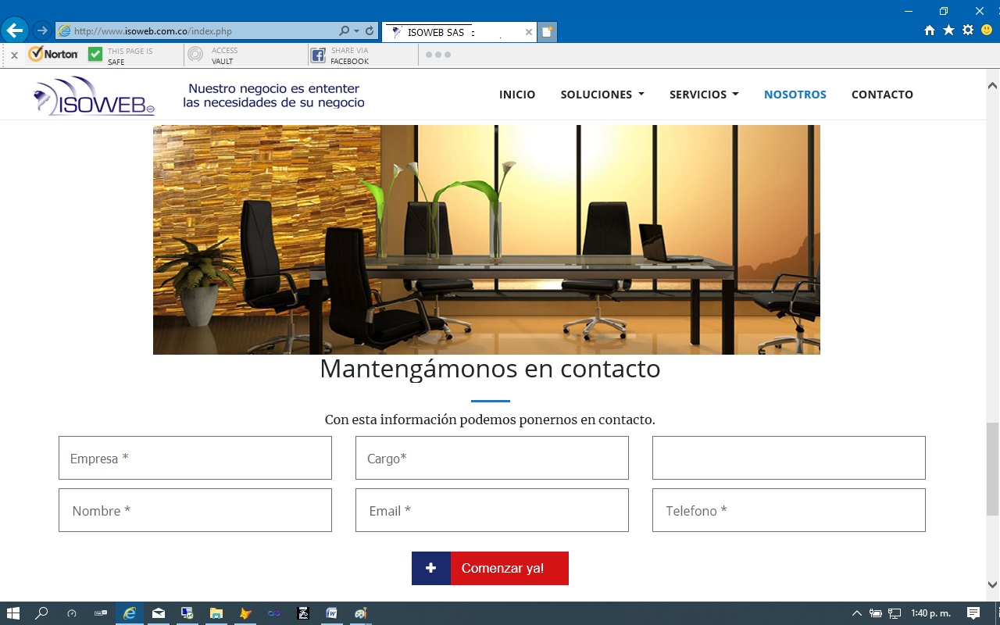 http://www.isoweb.com.co/index.php
ISOWEB SAS
Norton
THIS PAGE IS
SAFE
ACCESS
VAULT
SHARE VIA
FACEBOOK
ISOWEB
Nuestro negocio es ententer
las necesidades de su negocio
INICIO SOLUCIONES SERVICIOS NOSOTROS CONTACTO
Mantengámonos en contacto
Con esta información podemos ponernos en contacto.
Empresa * Cargo*
Nombre * Email * Telefono *
Comenzar ya!
1:40 p. m.